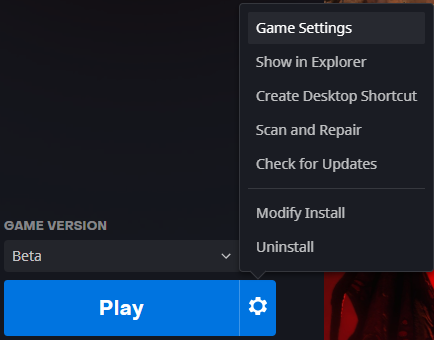 Game Settings
Show in Explorer
Create Desktop Shortcut
Scan and Repair
Check for Updates
Modify Install
Uninstall
GAME VERSION
Beta
Play